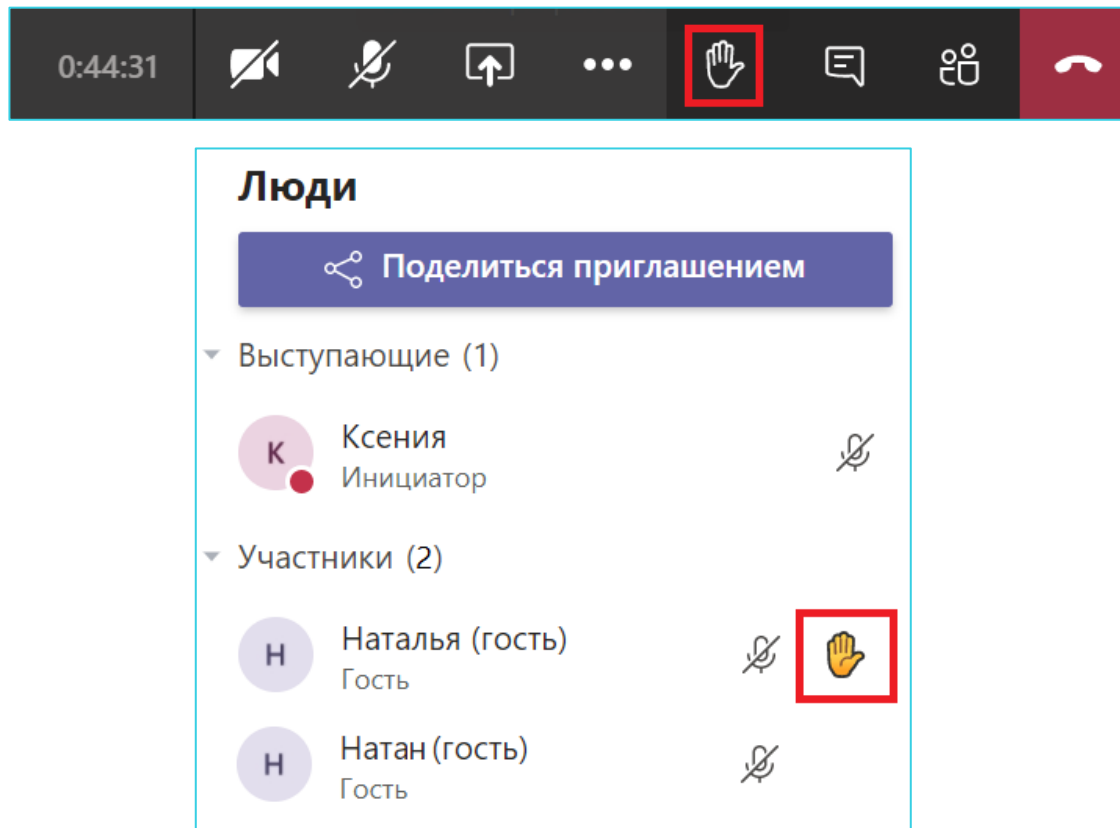 0:44:31
Люди
Поделиться приглашением
Выступающие (1)
К Ксения
Инициатор
Участники (2)
Н Наталья (гость)
Гость
Н Натан (гость)
Гость